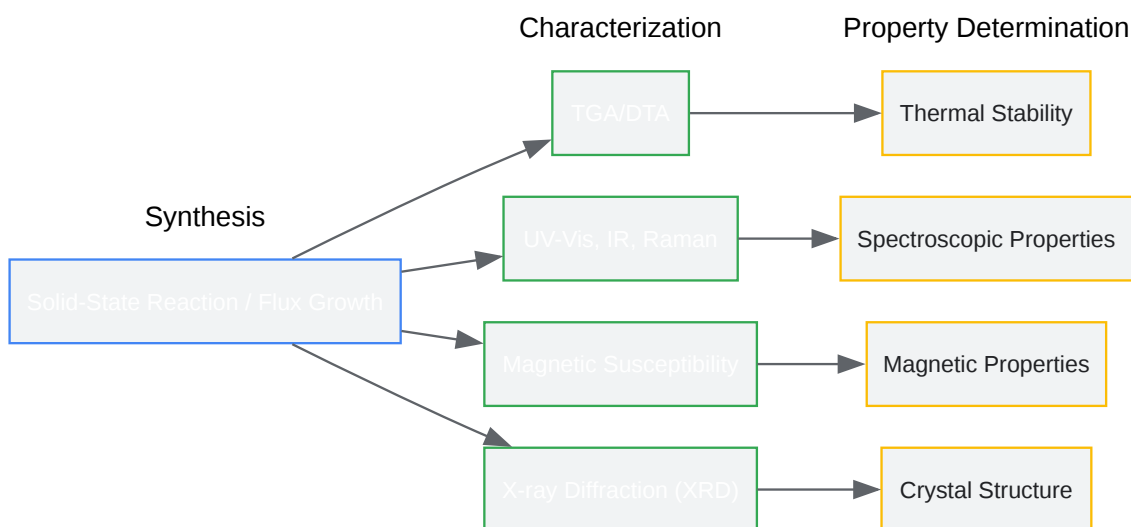 Characterization
Property Determination
TGA/DTA
Thermal Stability
Synthesis
UV-Vis, IR, Raman
Spectroscopic Properties
Solid-State Reaction / Flux Growth
Magnetic Susceptibility
Magnetic Properties
X-ray Diffraction (XRD)
Crystal Structure